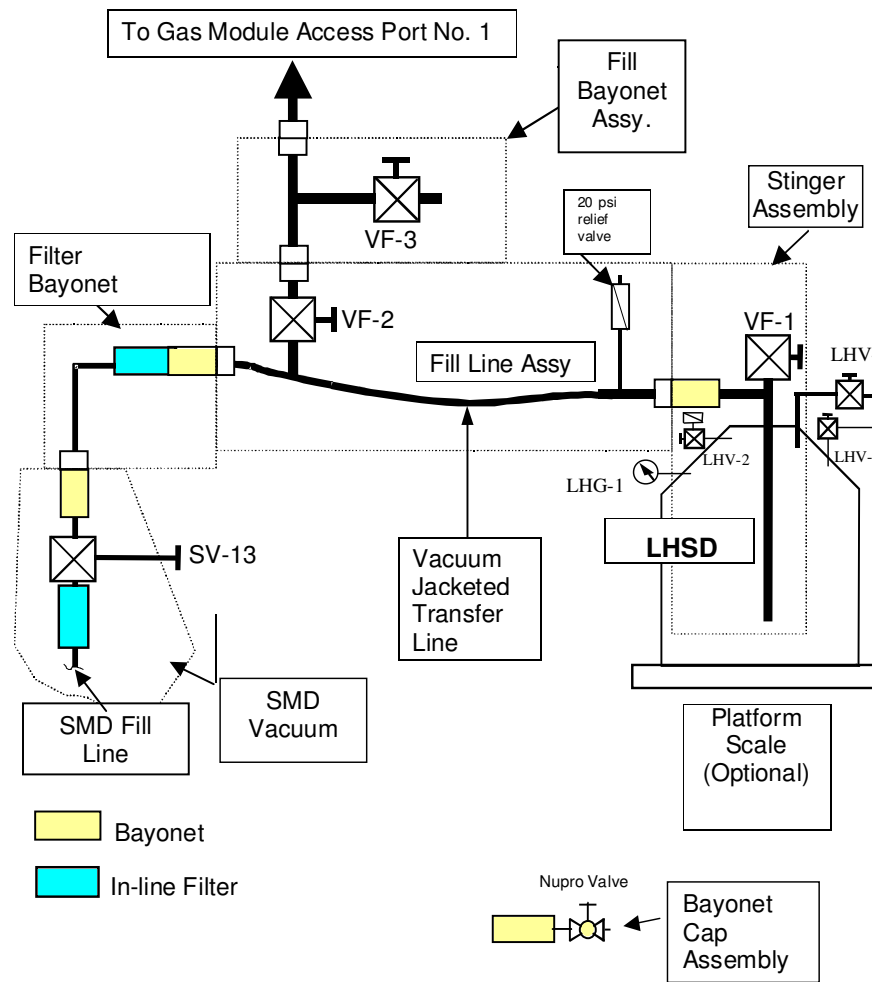 To Gas Module Access Port No. 1
Fill
Bayonet
Assy.
Stinger
Assembly
20 psi
relief
valve
VF-3
Filter
Bayonet
VF-2
VF-1
Fill Line Assy
LHV
LHV-2
LHV-
LHG-1
SV-13
LHSD
Vacuum
Jacketed
Transfer
Line
SMD
Vacuum
SMD Fill
Line
Platform
Scale
(Optional)
Bayonet
In-line Filter
Nupro Valve
Bayonet
Cap
Assembly